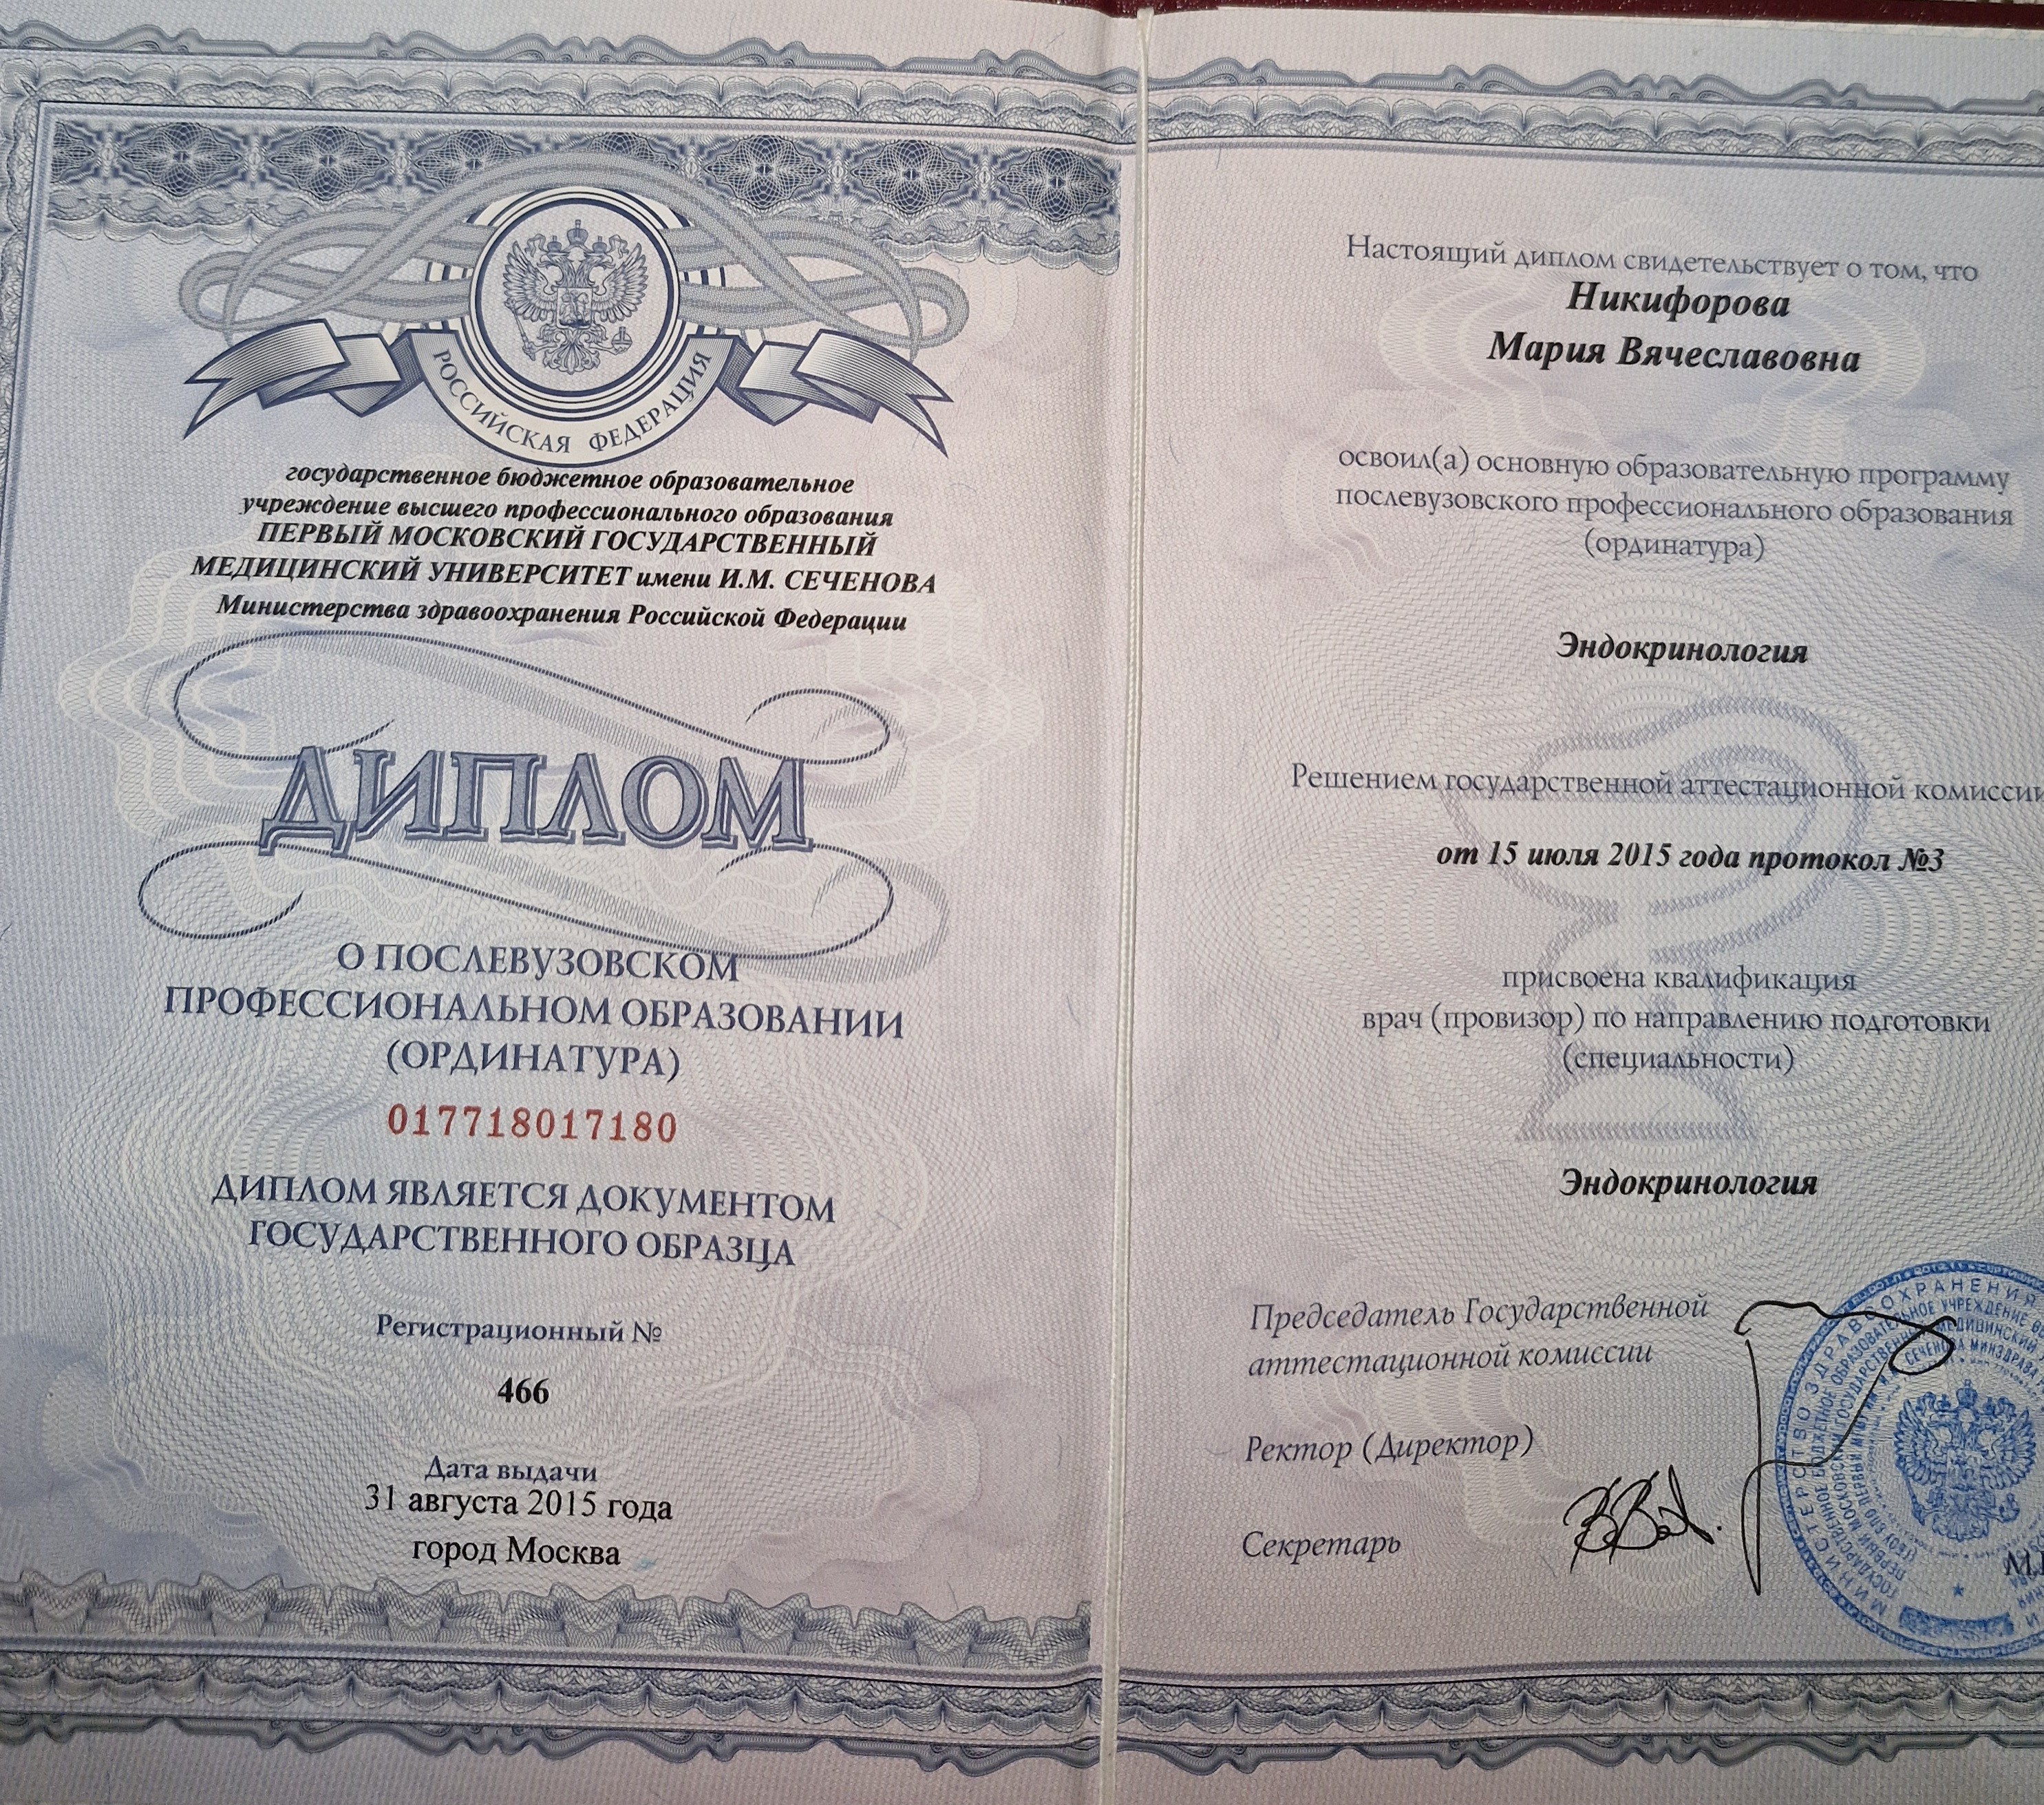 РОССИЙСКАЯ ФЕДЕРАЦИЯ
государственное бюджетное образовательное
учреждение высшего профессионального образования
ПЕРВЫЙ МОСКОВСКИЙ ГОСУДАРСТВЕННЫЙ
МЕДИЦИНСКИЙ УНИВЕРСИТЕТ имени И.М. СЕЧЕНОВА
Министерства здравоохранения Российской Федерации
ДИПЛОМ
О ПОСЛЕВУЗОВСКОМ
ПРОФЕССИОНАЛЬНОМ ОБРАЗОВАНИИ
(ОРДИНАТУРА)
017718017180
ДИПЛОМ ЯВЛЯЕТСЯ ДОКУМЕНТОМ
ГОСУДАРСТВЕННОГО ОБРАЗЦА
Регистрационный №
466
Дата выдачи
31 августа 2015 года
город Москва
Настоящий диплом свидетельствует о том, что
Никифорова
Мария Вячеславовна
освоил(а) основную образовательную программу
послевузовского профессионального образования
(ординатура)
Эндокринология
Решением государственной аттестационной комиссии
от 15 июля 2015 года протокол №3
присвоена квалификация
врач (провизор) по направлению подготовки
(специальности)
Эндокринология
Председатель Государственной
аттестационной комиссии
Ректор (Директор)
Секретарь
МИНИСТЕРСТВО ЗДРАВООХРАНЕНИЯ